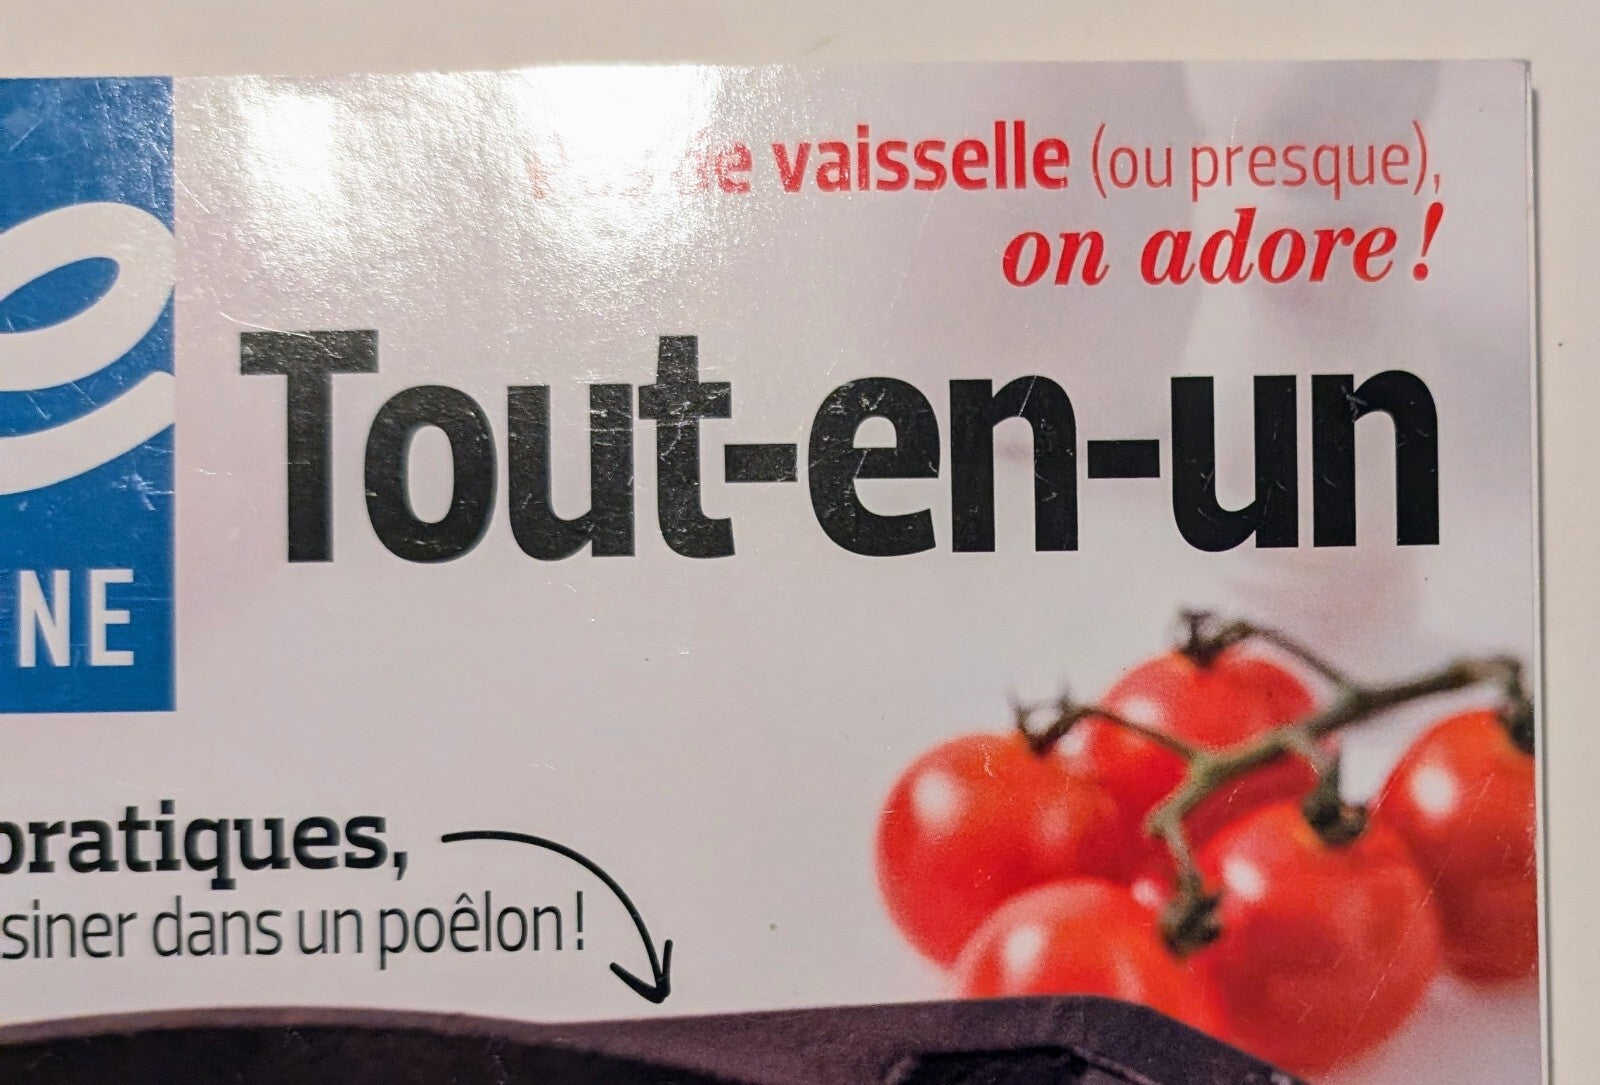 de vaisselle (ou presque),
on adore !
Tout-en-un
NE
pratiques,
siner dans un poêlon !